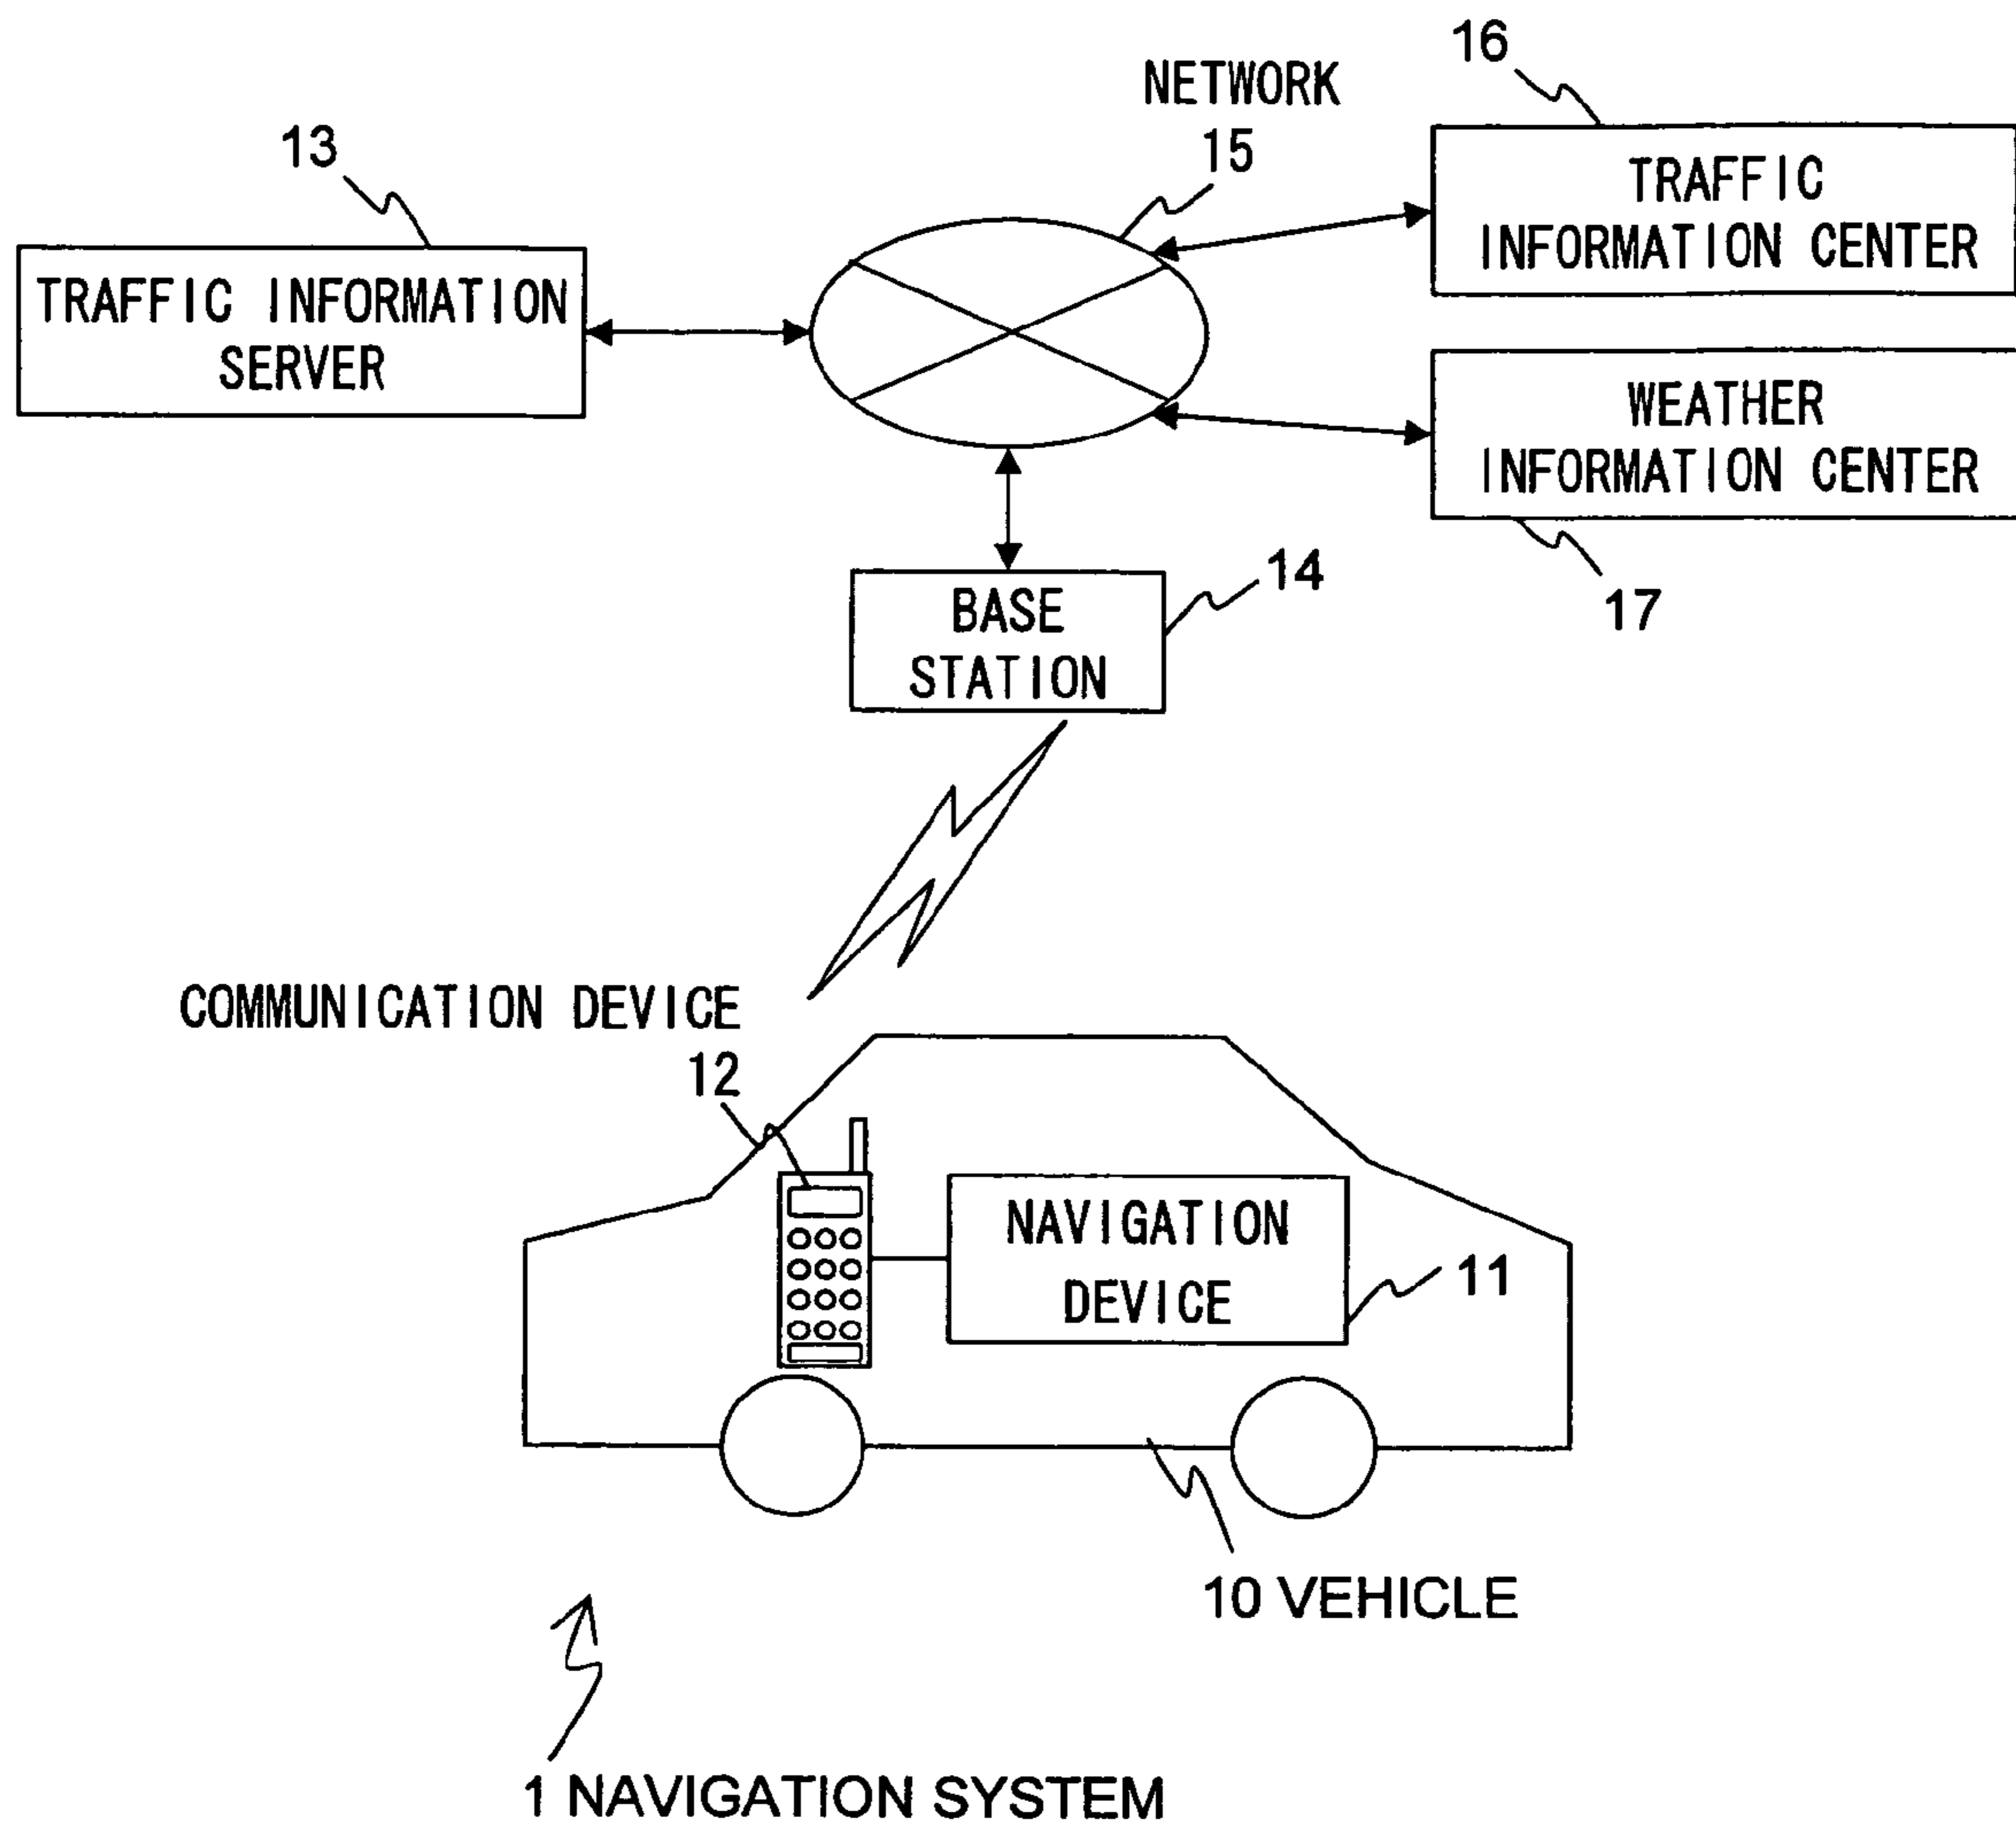 16
NETWORK
15
13
TRAFFIC
INFORMATION CENTER
TRAFFIC INFORMATION
SERVER
WEATHER
INFORMATION CENTER
14
17
BASE
STATION
COMMUNICATION DEVICE
12
NAVIGATION
DEVICE
11
10 VEHICLE
1 NAVIGATION SYSTEM